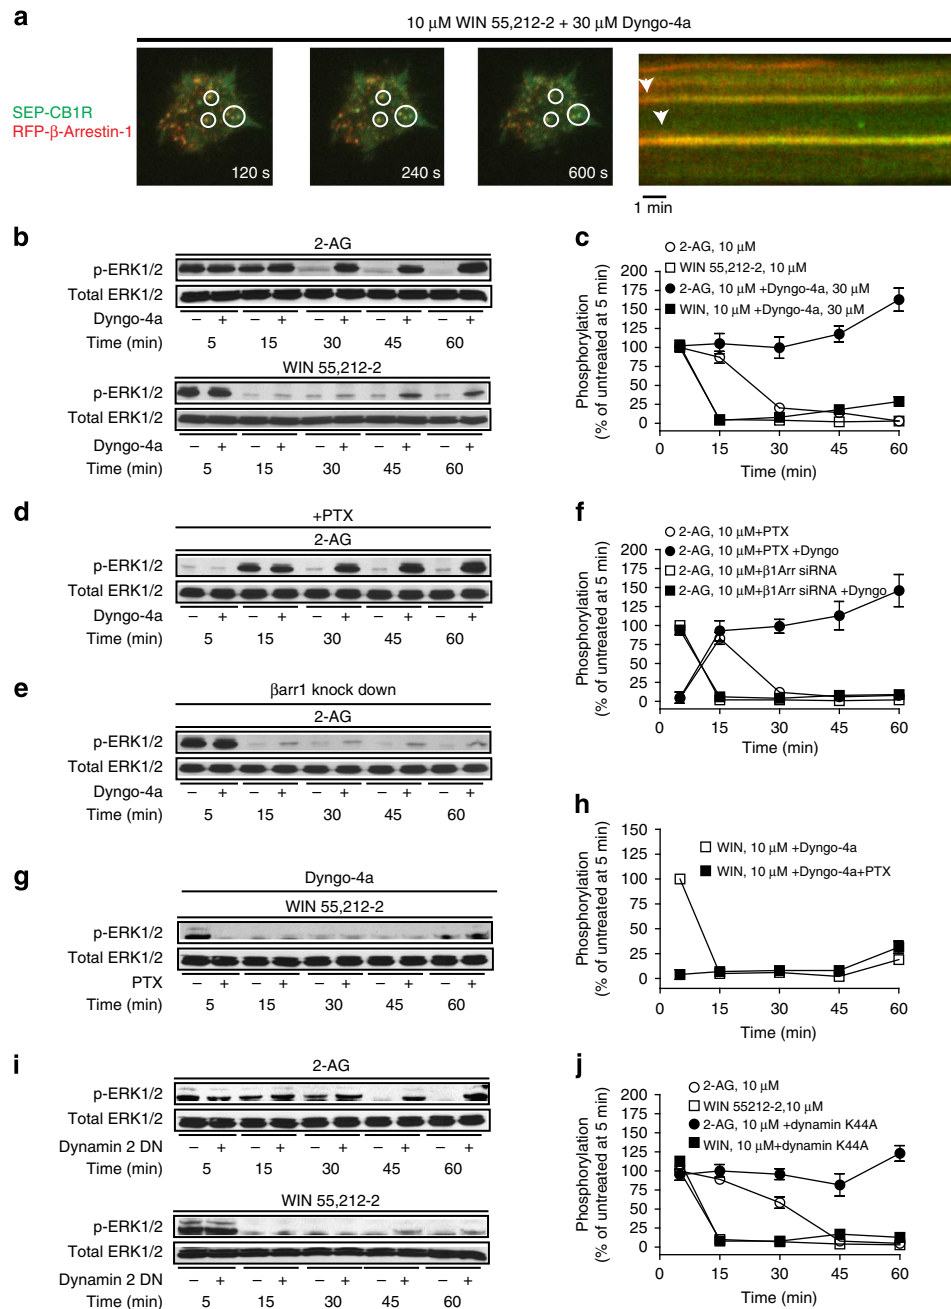 a
10 μM WIN 55,212-2 + 30 μM Dyngo-4a
SEP-CB1R
RFP-β-Arrestin-1
120 s
240 s
600 s
1 min
b
2-AG
p-ERK1/2
Total ERK1/2
Dyngo-4a – + – + – + – + – +
Time (min) 5 15 30 45 60
WIN 55,212-2
p-ERK1/2
Total ERK1/2
Dyngo-4a – + – + – + – + – +
Time (min) 5 15 30 45 60
c
2-AG, 10 μM
WIN 55,212-2, 10 μM
2-AG, 10 μM +Dyngo-4a, 30 μM
WIN, 10 μM +Dyngo-4a, 30 μM
Phosphorylation
(% of untreated at 5 min)
200
175
150
125
100
75
50
25
0
0 15 30 45 60
Time (min)
d
+PTX
2-AG
p-ERK1/2
Total ERK1/2
Dyngo-4a – + – + – + – + – +
Time (min) 5 15 30 45 60
e
βarr1 knock down
2-AG
p-ERK1/2
Total ERK1/2
Dyngo-4a – + – + – + – + – +
Time (min) 5 15 30 45 60
f
2-AG, 10 μM+PTX
2-AG, 10 μM+PTX +Dyngo
2-AG, 10 μM+β1Arr siRNA
2-AG, 10 μM+β1Arr siRNA +Dyngo
Phosphorylation
(% of untreated at 5 min)
200
175
150
125
100
75
50
25
0
0 15 30 45 60
Time (min)
g
Dyngo-4a
WIN 55,212-2
p-ERK1/2
Total ERK1/2
PTX – + – + – + – + – +
Time (min) 5 15 30 45 60
h
WIN, 10 μM +Dyngo-4a
WIN, 10 μM +Dyngo-4a+PTX
Phosphorylation
(% of untreated at 5 min)
150
125
100
75
50
25
0
0 15 30 45 60
Time (min)
i
2-AG
p-ERK1/2
Total ERK1/2
Dynamin 2 DN – + – + – + – + – +
Time (min) 5 15 30 45 60
WIN 55,212-2
p-ERK1/2
Total ERK1/2
Dynamin 2 DN – + – + – + – + – +
Time (min) 5 15 30 45 60
j
2-AG, 10 μM
WIN 55212-2,10 μM
2-AG, 10 μM +dynamin K44A
WIN, 10 μM+dynamin K44A
Phosphorylation
(% of untreated at 5 min)
200
175
150
125
100
75
50
25
0
0 15 30 45 60
Time (min)